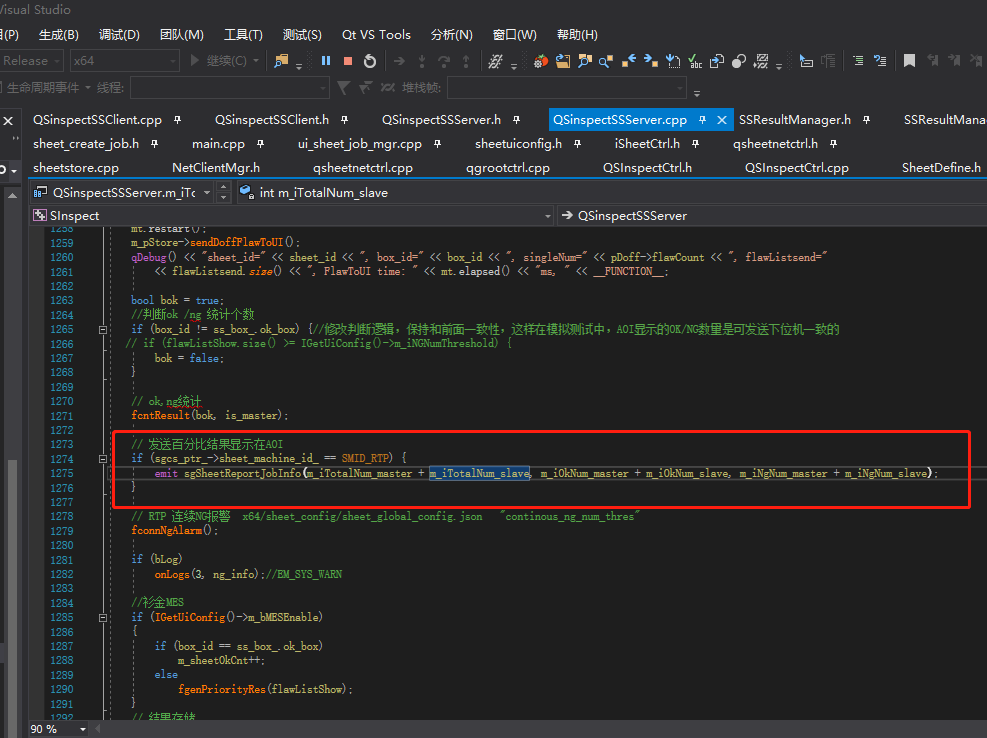 Visual Studio
(P) 生成(B) 调试(D) 团队(M) 工具(T) 测试(S) Qt VS Tools 分析(N) 窗口(W) 帮助(H)
Release x64 继续(C)
生命周期事件 线程: 堆栈帧:
QSinspectSSClient.cpp QSinspectSSClient.h QSinspectSSServer.h QSinspectSSServer.cpp SSResultManager.h SSResultMana
sheet_create_job.h main.cpp ui_sheet_job_mgr.cpp sheetuiconfig.h iSheetCtrl.h qsheetnetctrl.h
sheetstore.cpp NetClientMgr.h qsheetnetctrl.cpp qgrootctrl.cpp QSInspectCtrl.h QSInspectCtrl.cpp SheetDefine.h
QSinspectSSServer.m_iTc int m_iTotalNum_slave
SInspect QSinspectSSServer
1258 mt.restart();
1259 m_pStore->sendDoffFlawToUI();
1260 qDebug() << "sheet_id=" << sheet_id << ", box_id=" << box_id << ", singleNum=" << pDoff->flawCount << ", flawListsend="
1261 << flawListsend.size() << ", FlawToUI time: " << mt.elapsed() << "ms, " << __FUNCTION__;
1262
1263 bool bok = true;
1264 //判断ok /ng 统计个数
1265 if (box_id != ss_box_.ok_box) {//修改判断逻辑，保持和前面一致性，这样在模拟测试中，AOI显示的OK/NG数量是可发送下位机一致的
1266 // if (flawListShow.size() >= IGetUiConfig()->m_iNGNumThreshold) {
1267 bok = false;
1268 }
1269
1270 // ok,ng统计
1271 fcntResult(bok, is_master);
1272
1273 // 发送百分比结果显示在AOI
1274 if (sgcs_ptr_->sheet_machine_id_ == SMID_RTP) {
1275 emit sgSheetReportJobInfo(m_iTotalNum_master + m_iTotalNum_slave, m_iOkNum_master + m_iOkNum_slave, m_iNgNum_master + m_iNgNum_slave);
1276 }
1277
1278 // RTP 连续NG报警 x64/sheet_config/sheet_global_config.json "continous_ng_num_thres"
1279 fconnNgAlarm();
1280
1281 if (bLog)
1282 onLogs(3, ng_info);//EM_SYS_WARN
1283
1284 //衫金MES
1285 if (IGetUiConfig()->m_bMESEnable)
1286 {
1287 if (box_id == ss_box_.ok_box)
1288 m_sheetOkCnt++;
1289 else
1290 fgenPriorityRes(flawListShow);
1291 }
1292 // 结果存储
90 %